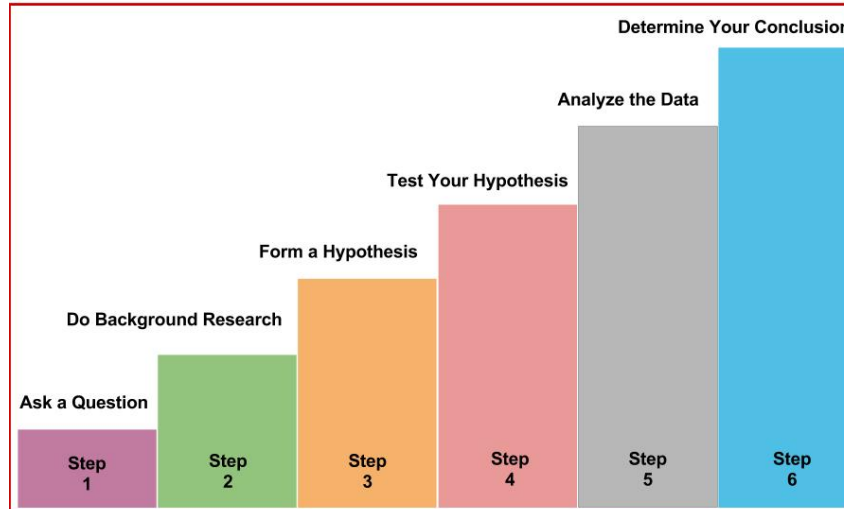 Determine Your Conclusion
Analyze the Data
Test Your Hypothesis
Form a Hypothesis
Do Background Research
Ask a Question
Step
1
Step
2
Step
3
Step
4
Step
5
Step
6